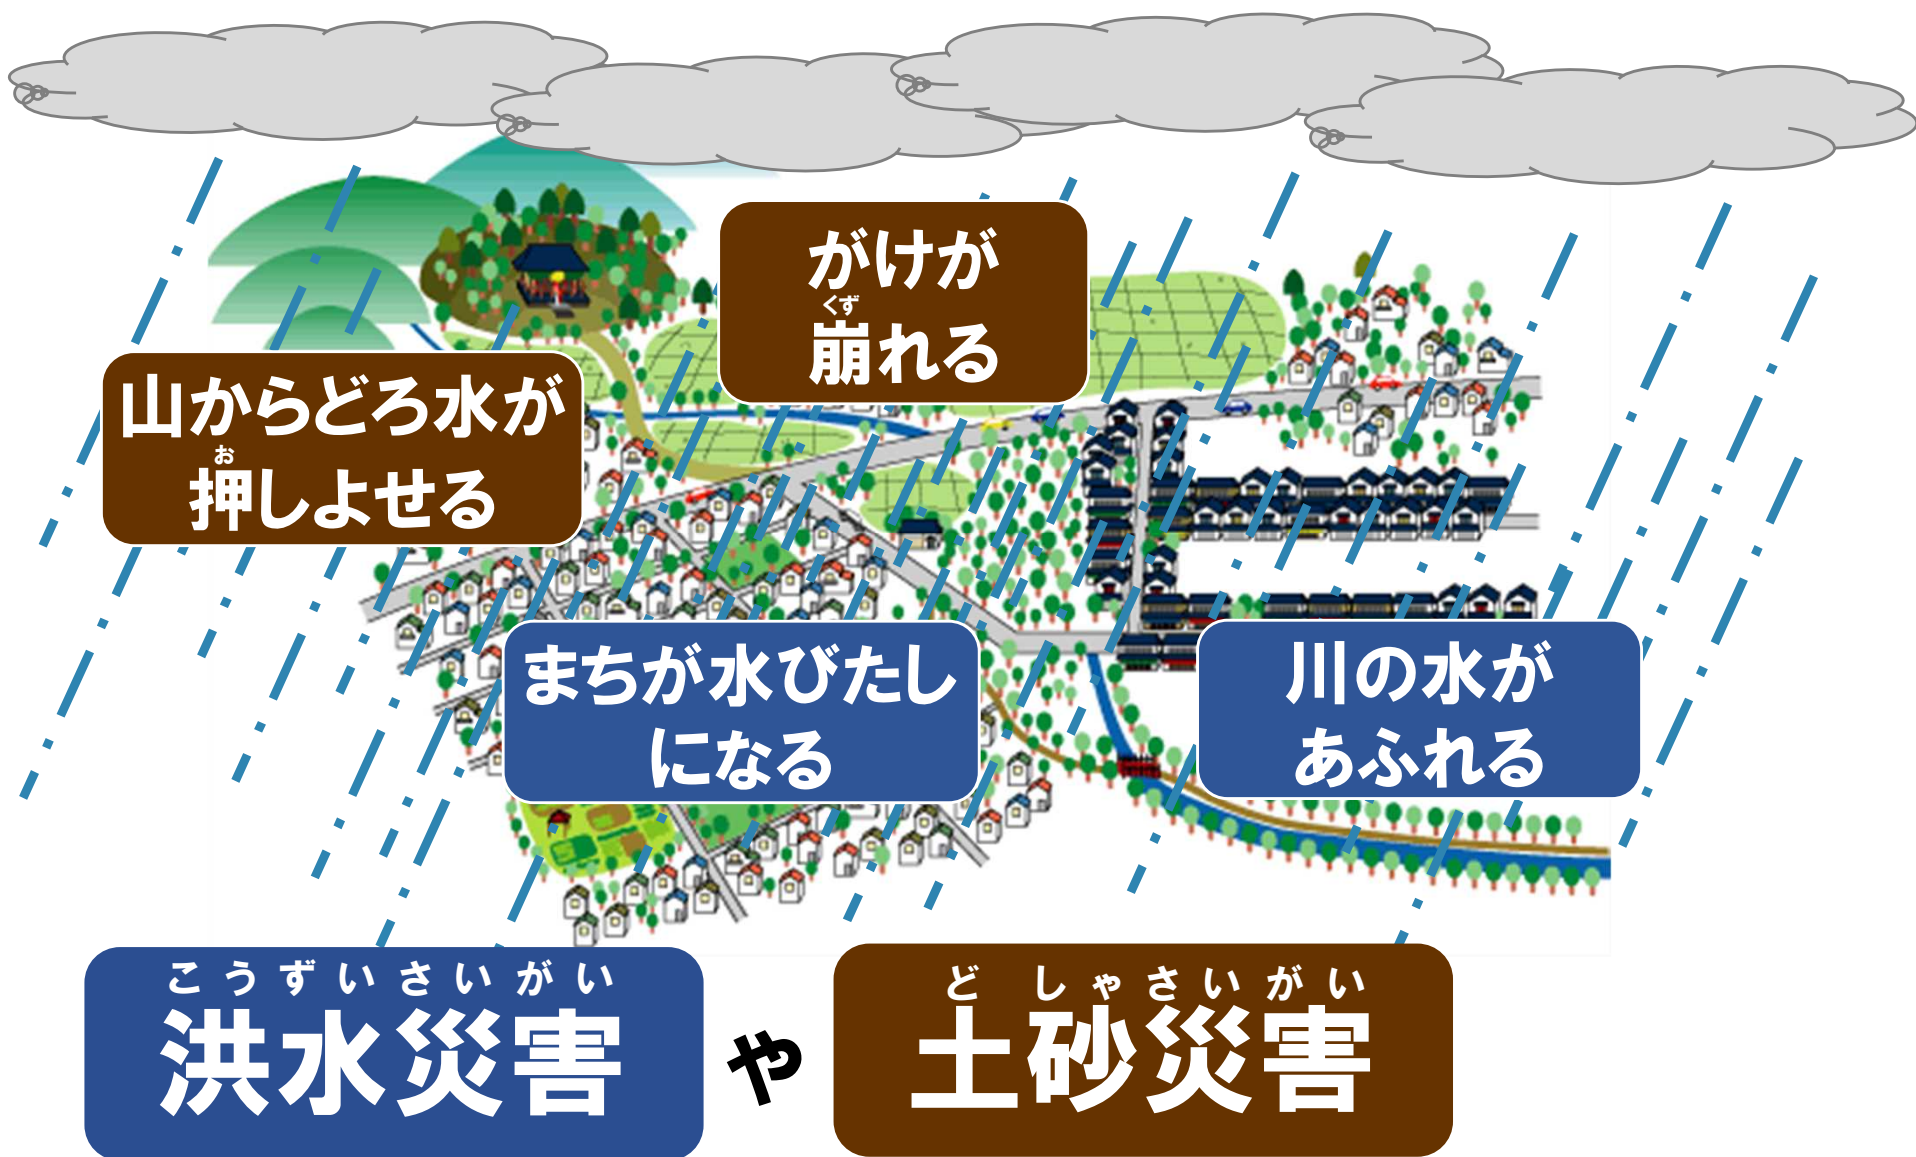 がけが
くず
崩れる
山からどろ水が
お
押しよせる
まちが水びたし
になる
川の水が
あふれる
こうずいさいがい
洪水災害
や
どしゃさいがい
土砂災害